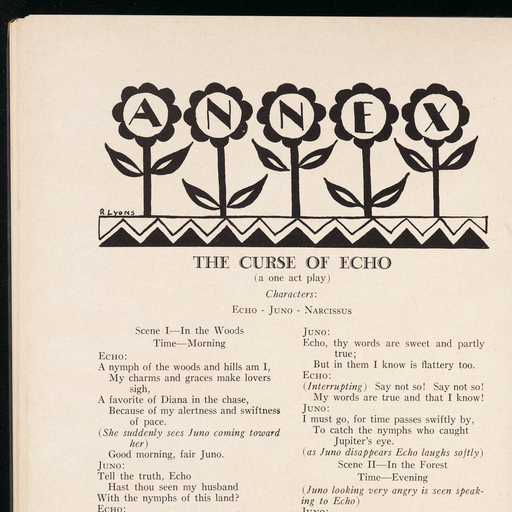 ANNEX
R Lyons
THE CURSE OF ECHO
(a one act play)
Characters:
Echo - Juno - Narcissus
Scene I—In the Woods
Time—Morning
Echo:
A nymph of the woods and hills am I,
My charms and graces make lovers
sigh,
A favorite of Diana in the chase,
Because of my alertness and swiftness
of pace.
(She suddenly sees Juno coming toward
her)
Good morning, fair Juno.
Juno:
Tell the truth, Echo
Hast thou seen my husband
With the nymphs of this land?
Echo:
Juno:
Echo, thy words are sweet and partly
true;
But in them I know is flattery too.
Echo:
(Interrupting) Say not so! Say not so!
My words are true and that I know!
Juno:
I must go, for time passes swiftly by,
To catch the nymphs who caught
Jupiter's eye.
(as Juno disappears Echo laughs softly)
Scene II—In the Forest
Time—Evening
(Juno looking very angry is seen speak-
ing to Echo)
Juno: